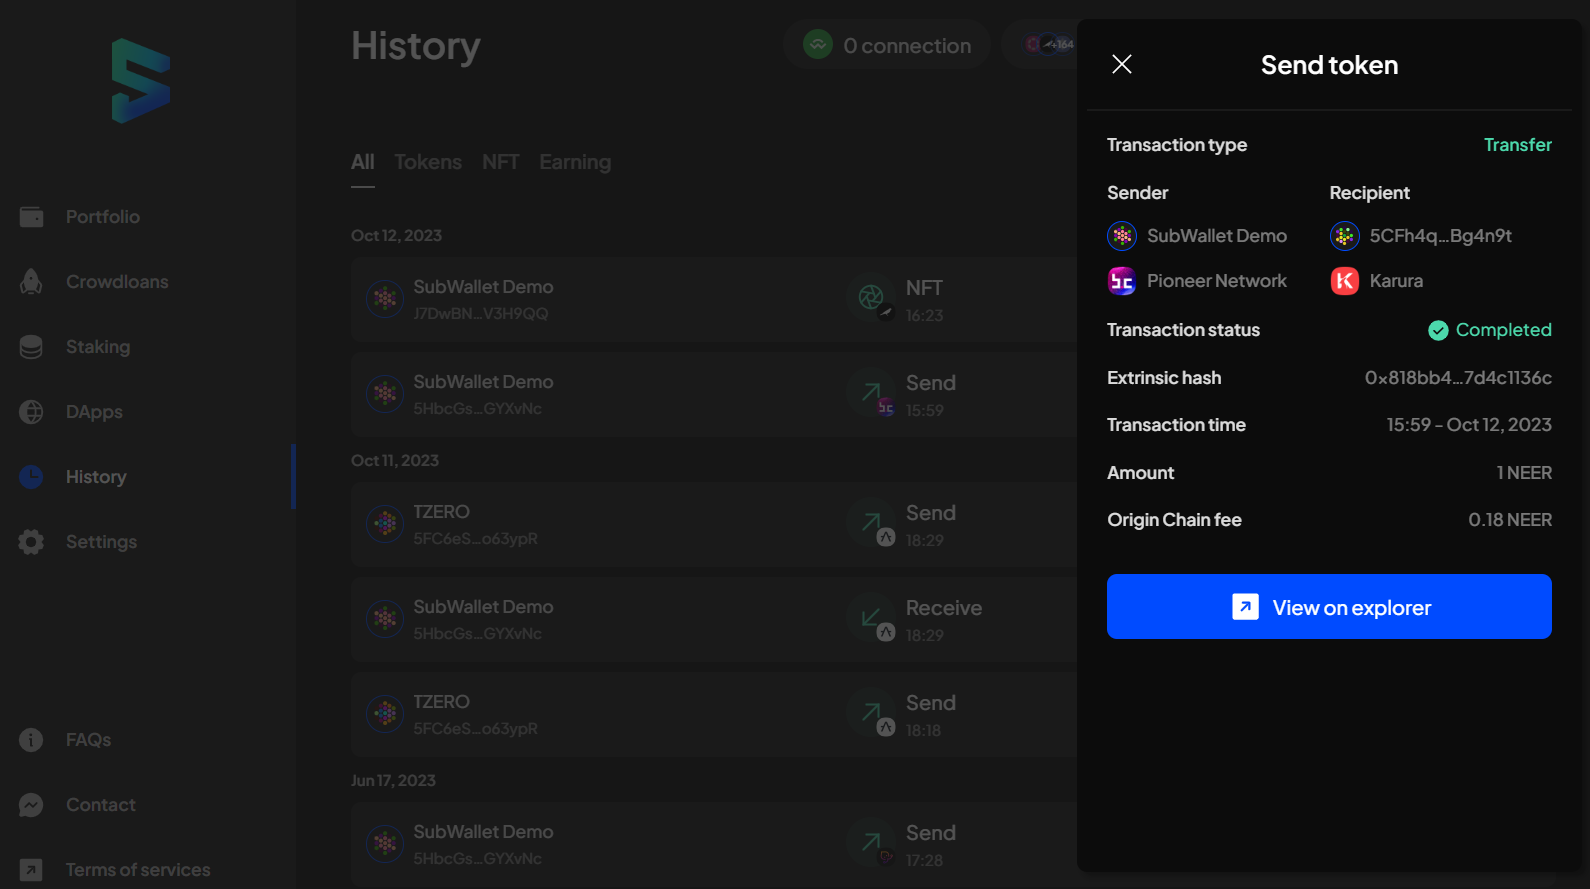 History
0 connection
+164
Portfolio
Crowdloans
Staking
DApps
History
Settings
FAQs
Contact
Terms of services
All Tokens NFT Earning
Oct 12, 2023
SubWallet Demo
J7DwBN...V3H9QQ
NFT
16:23
SubWallet Demo
5HbcGs...GYXvNc
Send
15:59
Oct 11, 2023
TZERO
5FC6eS...o63ypR
Send
18:29
SubWallet Demo
5HbcGs...GYXvNc
Receive
18:29
TZERO
5FC6eS...o63ypR
Send
18:18
Jun 17, 2023
SubWallet Demo
5HbcGs...GYXvNc
Send
17:28
Send token
Transaction type Transfer
Sender Recipient
SubWallet Demo 5CFh4q...Bg4n9t
Pioneer Network Karura
Transaction status Completed
Extrinsic hash 0x818bb4...7d4c1136c
Transaction time 15:59 - Oct 12, 2023
Amount 1 NEER
Origin Chain fee 0.18 NEER
View on explorer